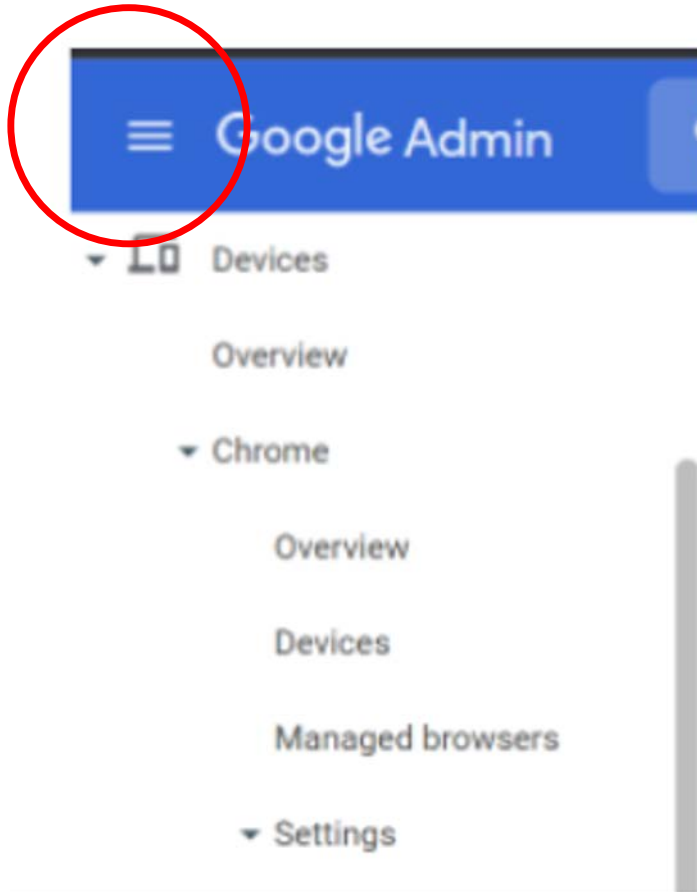 Google Admin
Devices
Overview
Chrome
Overview
Devices
Managed browsers
Settings